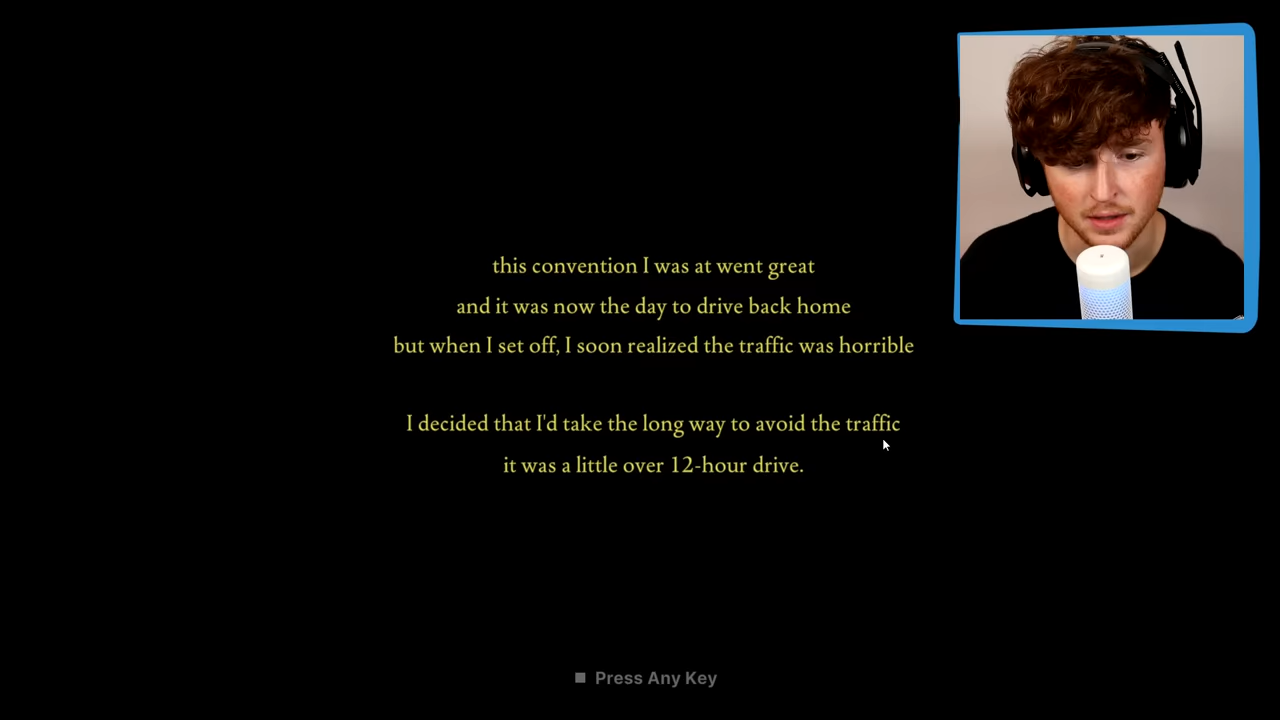 this convention I was at went great
and it was now the day to drive back home
but when I set off, I soon realized the traffic was horrible
I decided that I'd take the long way to avoid the traffic
it was a little over 12-hour drive.
Press Any Key